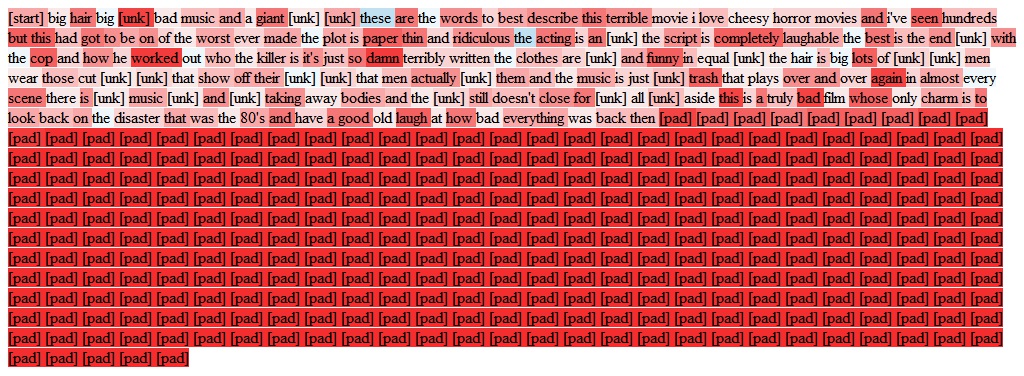 [start] big hair big [unk] bad music and a giant [unk] [unk] these are the words to best describe this terrible movie i love cheesy horror movies and i've seen hundreds
but this had got to be on of the worst ever made the plot is paper thin and ridiculous the acting is an [unk] the script is completely laughable the best is the end [unk] with
the cop and how he worked out who the killer is it's just so damn terribly written the clothes are [unk] and funny in equal [unk] the hair is big lots of [unk] [unk] men
wear those cut [unk] [unk] that show off their [unk] [unk] that men actually [unk] them and the music is just [unk] trash that plays over and over again in almost every
scene there is [unk] music [unk] and [unk] taking away bodies and the [unk] still doesn't close for [unk] all [unk] aside this is a truly bad film whose only charm is to
look back on the disaster that was the 80's and have a good old laugh at how bad everything was back then [pad] [pad] [pad] [pad] [pad] [pad] [pad] [pad] [pad]
[pad] [pad] [pad] [pad] [pad] [pad] [pad] [pad] [pad] [pad] [pad] [pad] [pad] [pad] [pad] [pad] [pad] [pad] [pad] [pad] [pad] [pad] [pad] [pad] [pad] [pad] [pad]
[pad] [pad] [pad] [pad] [pad] [pad] [pad] [pad] [pad] [pad] [pad] [pad] [pad] [pad] [pad] [pad] [pad] [pad] [pad] [pad] [pad] [pad] [pad] [pad] [pad] [pad] [pad]
[pad] [pad] [pad] [pad] [pad] [pad] [pad] [pad] [pad] [pad] [pad] [pad] [pad] [pad] [pad] [pad] [pad] [pad] [pad] [pad] [pad] [pad] [pad] [pad] [pad] [pad] [pad]
[pad] [pad] [pad] [pad] [pad] [pad] [pad] [pad] [pad] [pad] [pad] [pad] [pad] [pad] [pad] [pad] [pad] [pad] [pad] [pad] [pad] [pad] [pad] [pad] [pad] [pad] [pad]
[pad] [pad] [pad] [pad] [pad] [pad] [pad] [pad] [pad] [pad] [pad] [pad] [pad] [pad] [pad] [pad] [pad] [pad] [pad] [pad] [pad] [pad] [pad] [pad] [pad] [pad] [pad]
[pad] [pad] [pad] [pad] [pad] [pad] [pad] [pad] [pad] [pad] [pad] [pad] [pad] [pad] [pad] [pad] [pad] [pad] [pad] [pad] [pad] [pad] [pad] [pad] [pad] [pad] [pad]
[pad] [pad] [pad] [pad] [pad] [pad] [pad] [pad] [pad] [pad] [pad] [pad] [pad] [pad] [pad] [pad] [pad] [pad] [pad] [pad] [pad] [pad] [pad] [pad] [pad] [pad] [pad]
[pad] [pad] [pad] [pad] [pad] [pad] [pad] [pad] [pad] [pad] [pad] [pad] [pad] [pad] [pad] [pad] [pad] [pad] [pad] [pad] [pad] [pad] [pad] [pad] [pad] [pad] [pad]
[pad] [pad] [pad] [pad] [pad] [pad] [pad] [pad] [pad] [pad] [pad] [pad] [pad] [pad] [pad] [pad] [pad] [pad] [pad] [pad] [pad] [pad] [pad] [pad] [pad] [pad] [pad]
[pad] [pad] [pad] [pad] [pad] [pad] [pad] [pad] [pad] [pad] [pad] [pad] [pad] [pad] [pad] [pad] [pad] [pad] [pad] [pad] [pad] [pad] [pad] [pad] [pad] [pad] [pad]
[pad] [pad] [pad] [pad] [pad] [pad] [pad] [pad] [pad] [pad] [pad] [pad] [pad] [pad] [pad] [pad] [pad] [pad] [pad] [pad] [pad] [pad] [pad] [pad] [pad] [pad] [pad]
[pad] [pad] [pad] [pad] [pad]